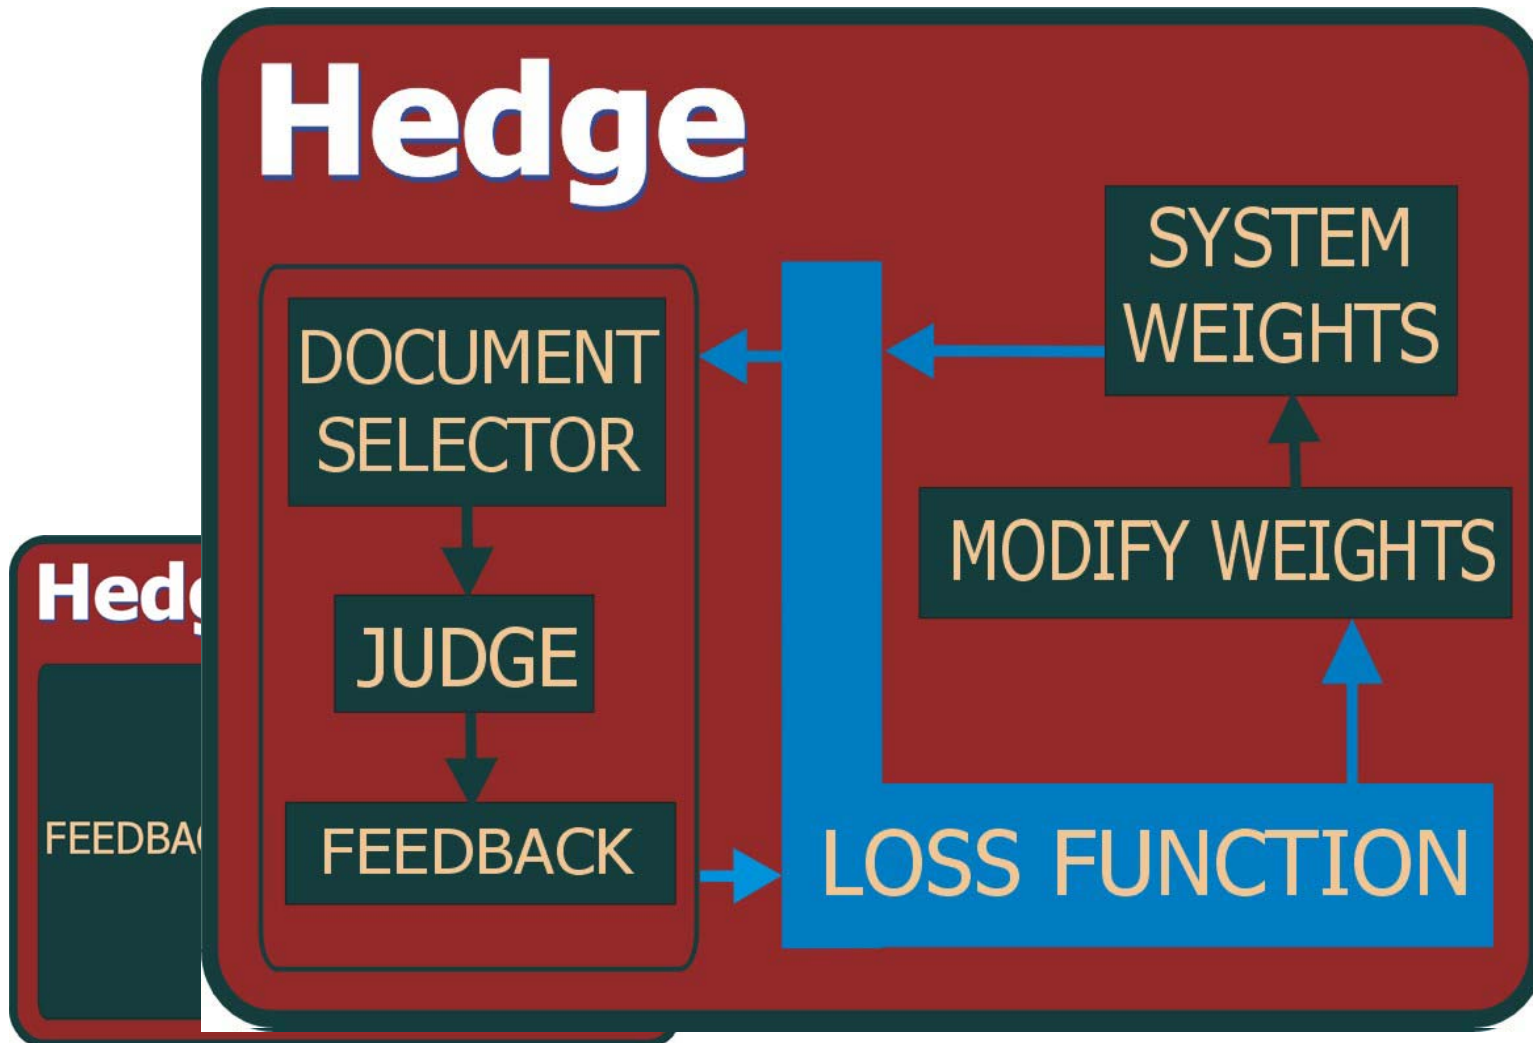 Hedge
SYSTEM
WEIGHTS
DOCUMENT
SELECTOR
MODIFY WEIGHTS
JUDGE
FEEDBACK
LOSS FUNCTION